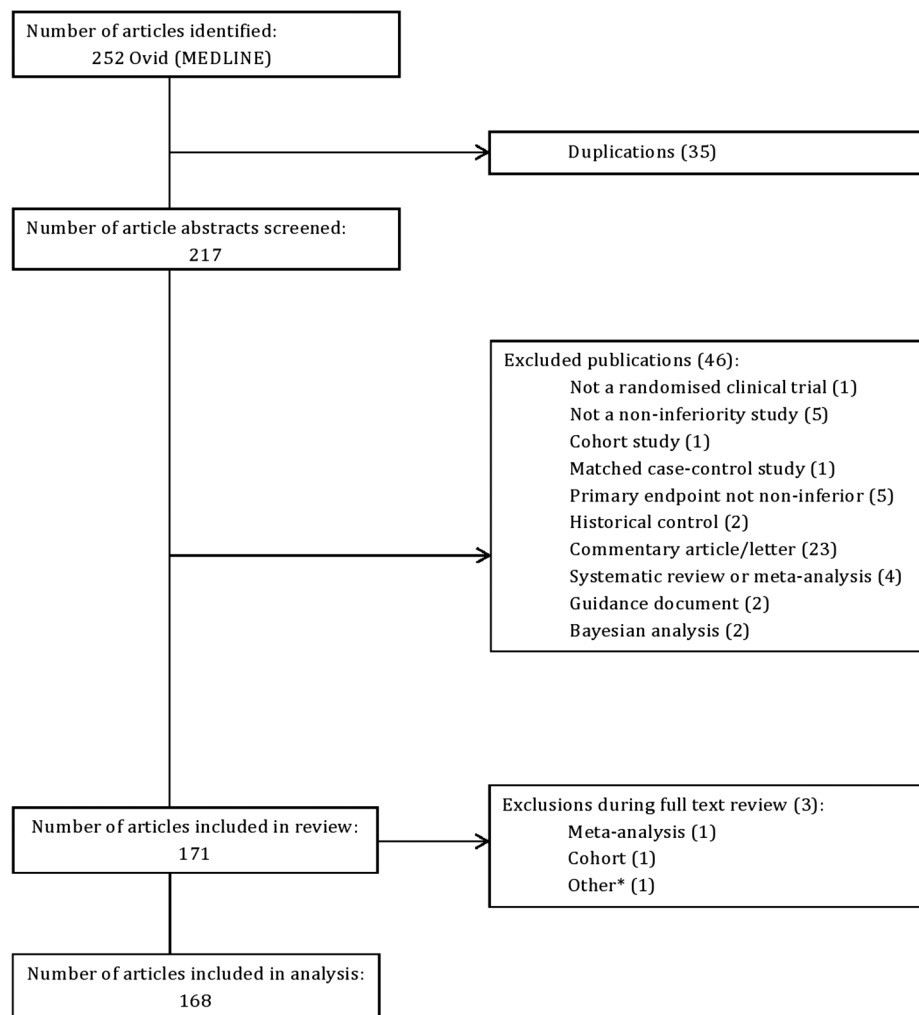 Number of articles identified:
252 Ovid (MEDLINE)
Duplications (35)
Number of article abstracts screened:
217
Excluded publications (46):
Not a randomised clinical trial (1)
Not a non-inferiority study (5)
Cohort study (1)
Matched case-control study (1)
Primary endpoint not non-inferior (5)
Historical control (2)
Commentary article/letter (23)
Systematic review or meta-analysis (4)
Guidance document (2)
Bayesian analysis (2)
Number of articles included in review:
171
Exclusions during full text review (3):
Meta-analysis (1)
Cohort (1)
Other* (1)
Number of articles included in analysis:
168